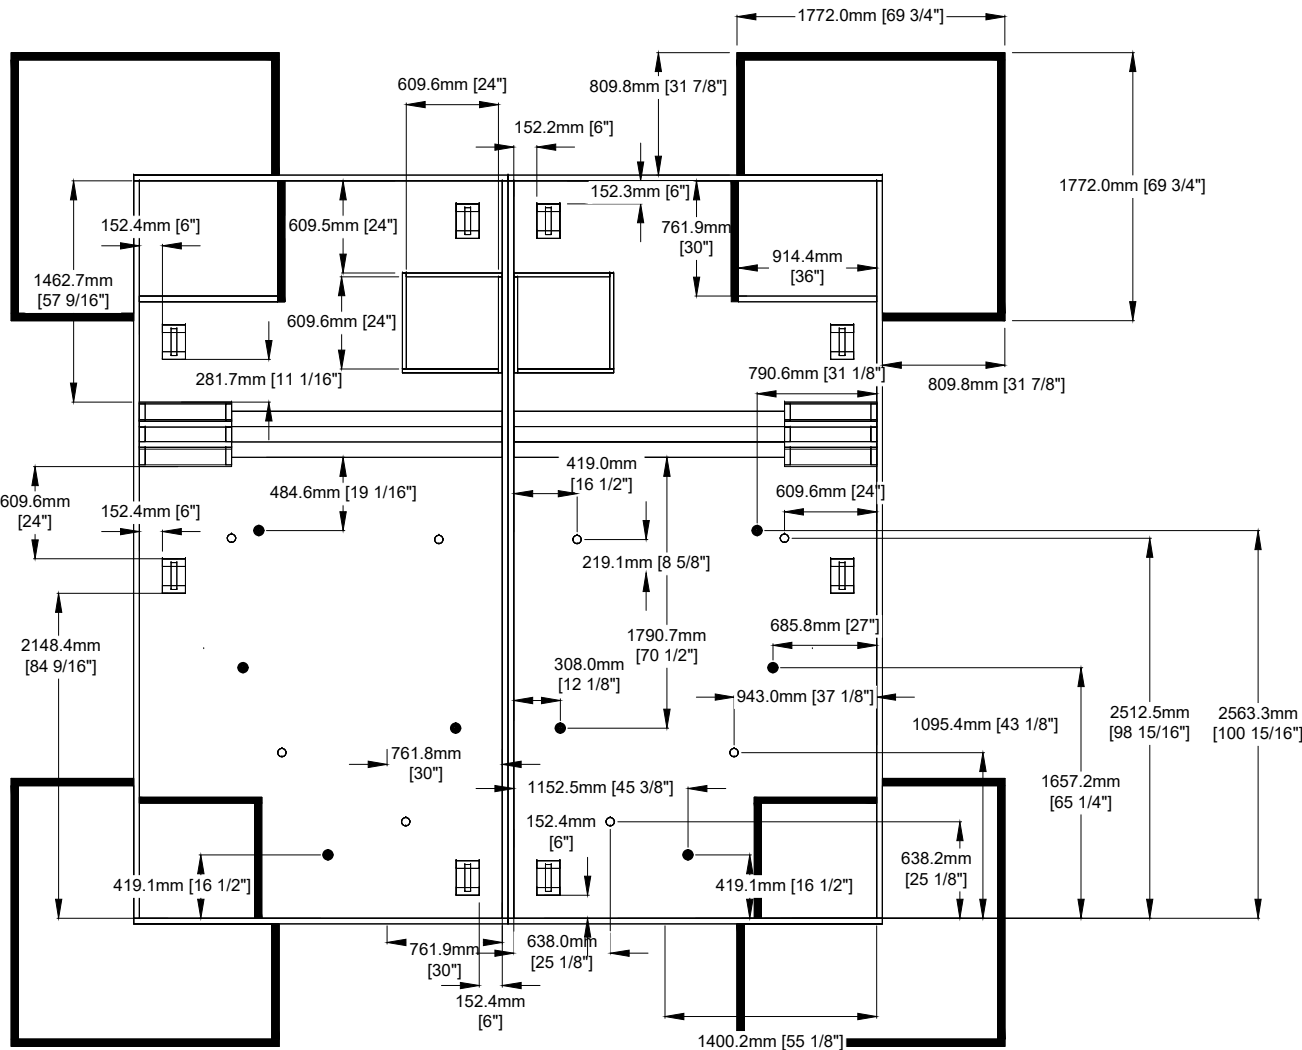 1772.0mm [69 3/4"]
609.6mm [24"]
809.8mm [31 7/8"]
152.2mm [6"]
1772.0mm [69 3/4"]
152.3mm [6"]
152.4mm [6"]
609.5mm [24"]
761.9mm
[30"]
914.4mm
[36"]
1462.7mm
[57 9/16"]
609.6mm [24"]
281.7mm [11 1/16"]
790.6mm [31 1/8"]
809.8mm [31 7/8"]
419.0mm
[16 1/2"]
484.6mm [19 1/16"]
609.6mm [24"]
609.6mm
[24"]
152.4mm [6"]
219.1mm [8 5/8"]
2148.4mm
[84 9/16"]
1790.7mm
[70 1/2"]
685.8mm [27"]
308.0mm
[12 1/8"]
943.0mm [37 1/8"]
1095.4mm [43 1/8"]
2512.5mm
[98 15/16"]
2563.3mm
[100 15/16"]
761.8mm
[30"]
1152.5mm [45 3/8"]
1657.2mm
[65 1/4"]
152.4mm
[6"]
638.2mm
[25 1/8"]
419.1mm [16 1/2"]
419.1mm [16 1/2"]
761.9mm
[30"]
638.0mm
[25 1/8"]
152.4mm
[6"]
1400.2mm [55 1/8"]